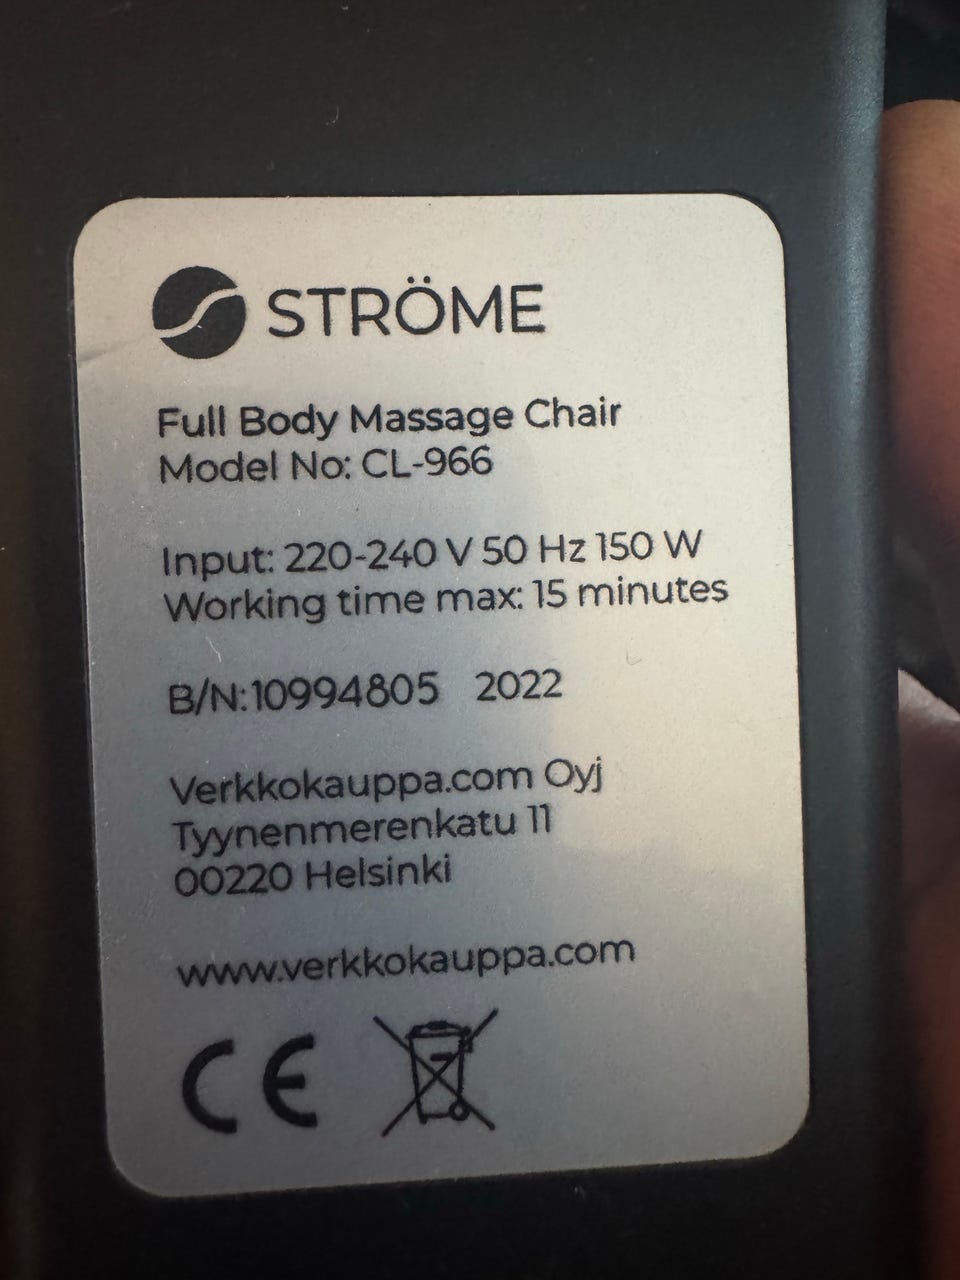 STRÖME
Full Body Massage Chair
Model No: CL-966
Input: 220-240 V 50 Hz 150 W
Working time max: 15 minutes
B/N:10994805 2022
Verkkokauppa.com Oyj
Tyynenmerenkatu 11
00220 Helsinki
www.verkkokauppa.com
CE